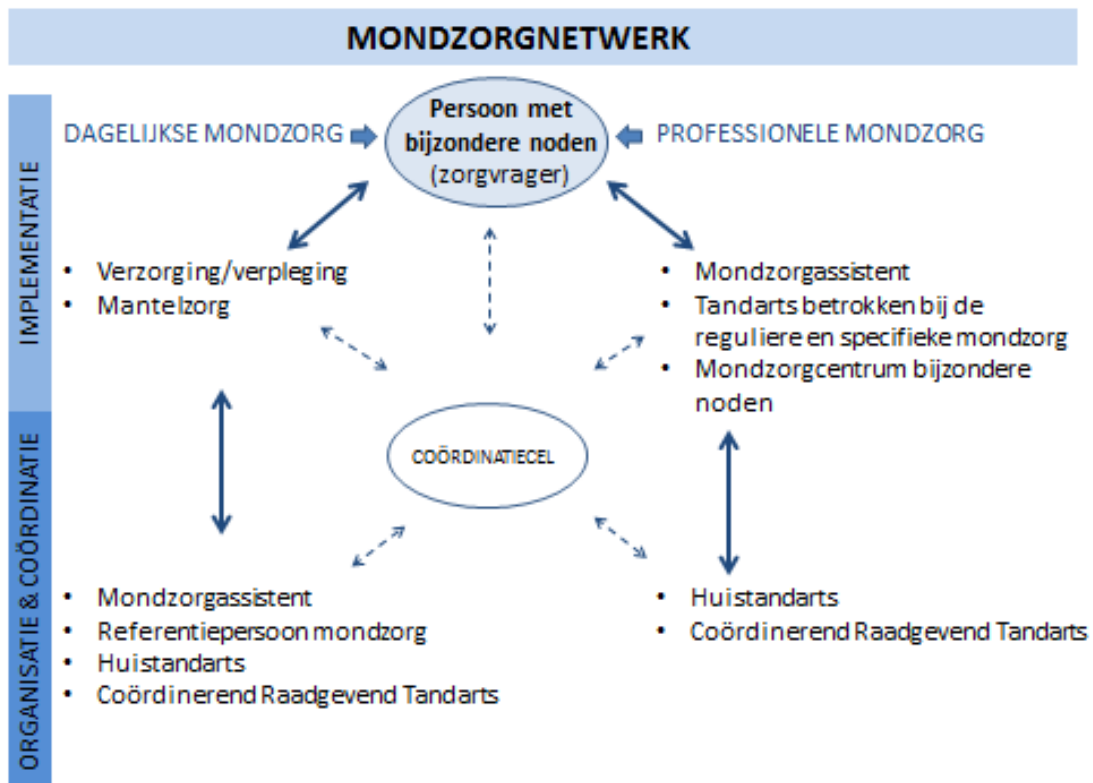 MONDZORGNETWERK
IMPLEMENTATIE
DAGELIJKSE MONDZORG
Persoon met
bijzondere noden
(zorgvrager)
PROFESSIONELE MONDZORG
• Verzorging/verpleging
• Mantelzorg
• Mondzorgassistent
• Tandarts betrokken bij de
reguliere en specifieke mondzorg
• Mondzorgcentrum bijzondere
noden
COÖRDINATIECEL
ORGANISATIE & COÖRDINATIE
• Mondzorgassistent
• Referentiepersoon mondzorg
• Huistandarts
• Coördinerend Raadgevend Tandarts
• Huistandarts
• Coördinerend Raadgevend Tandarts